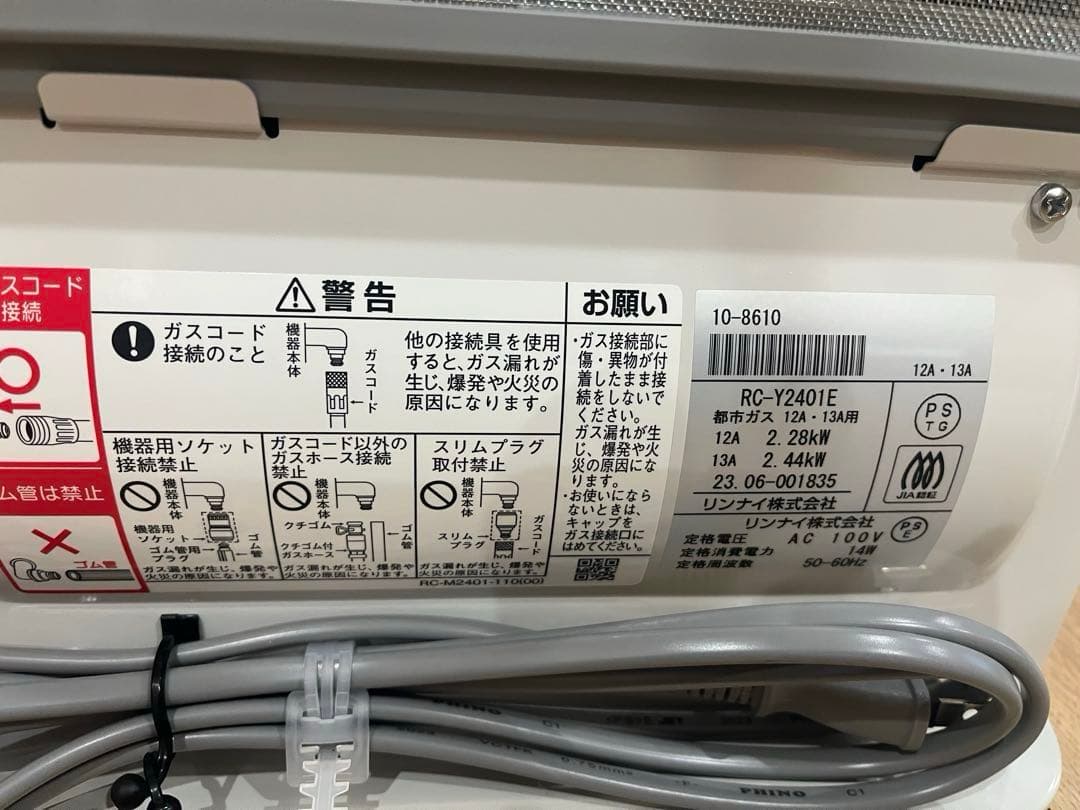 スコード
接続
ム管は禁止
ゴム管
警告
ガスコード
接続のこと
機器本体
ガスコード
他の接続具を使用
すると、ガス漏れが
生じ、爆発や火災の
原因になります。
機器用ソケット
接続禁止
機器本体
機器用
ソケット
ゴム管用
プラグ
ゴム管
ガス漏れが生じ、爆発や
火災の原因になります。
ガスコード以外の
ガスホース接続
禁止
機器本体
クチゴム
クチゴム付
ガスホース
ゴム管
ガス漏れが生じ、爆発や
火災の原因になります。
スリムプラグ
取付禁止
機器本体
スリム
プラグ
ガスコード
ガス漏れが生じ、爆発や
火災の原因になります。
RC-M2401-110(00)
お願い
・ガス接続部に
傷・異物が付
着したまま接
続をしないで
ください。
ガス漏れが生
じ、爆発や火
災の原因にな
ります。
・お使いになら
ないときは、
キャップを
ガス接続口に
はめてください。
10-8610
12A・13A
RC-Y2401E
都市ガス 12A・13A用
12A 2.28kW
13A 2.44kW
23.06-001835
リンナイ株式会社
PS
TG
JIA認証
リンナイ株式会社
定格電圧 AC 100V
定格消費電力 14W
定格周波数 50-60Hz
PS
E
PHINO C1
0.75mm²
PHINO C1